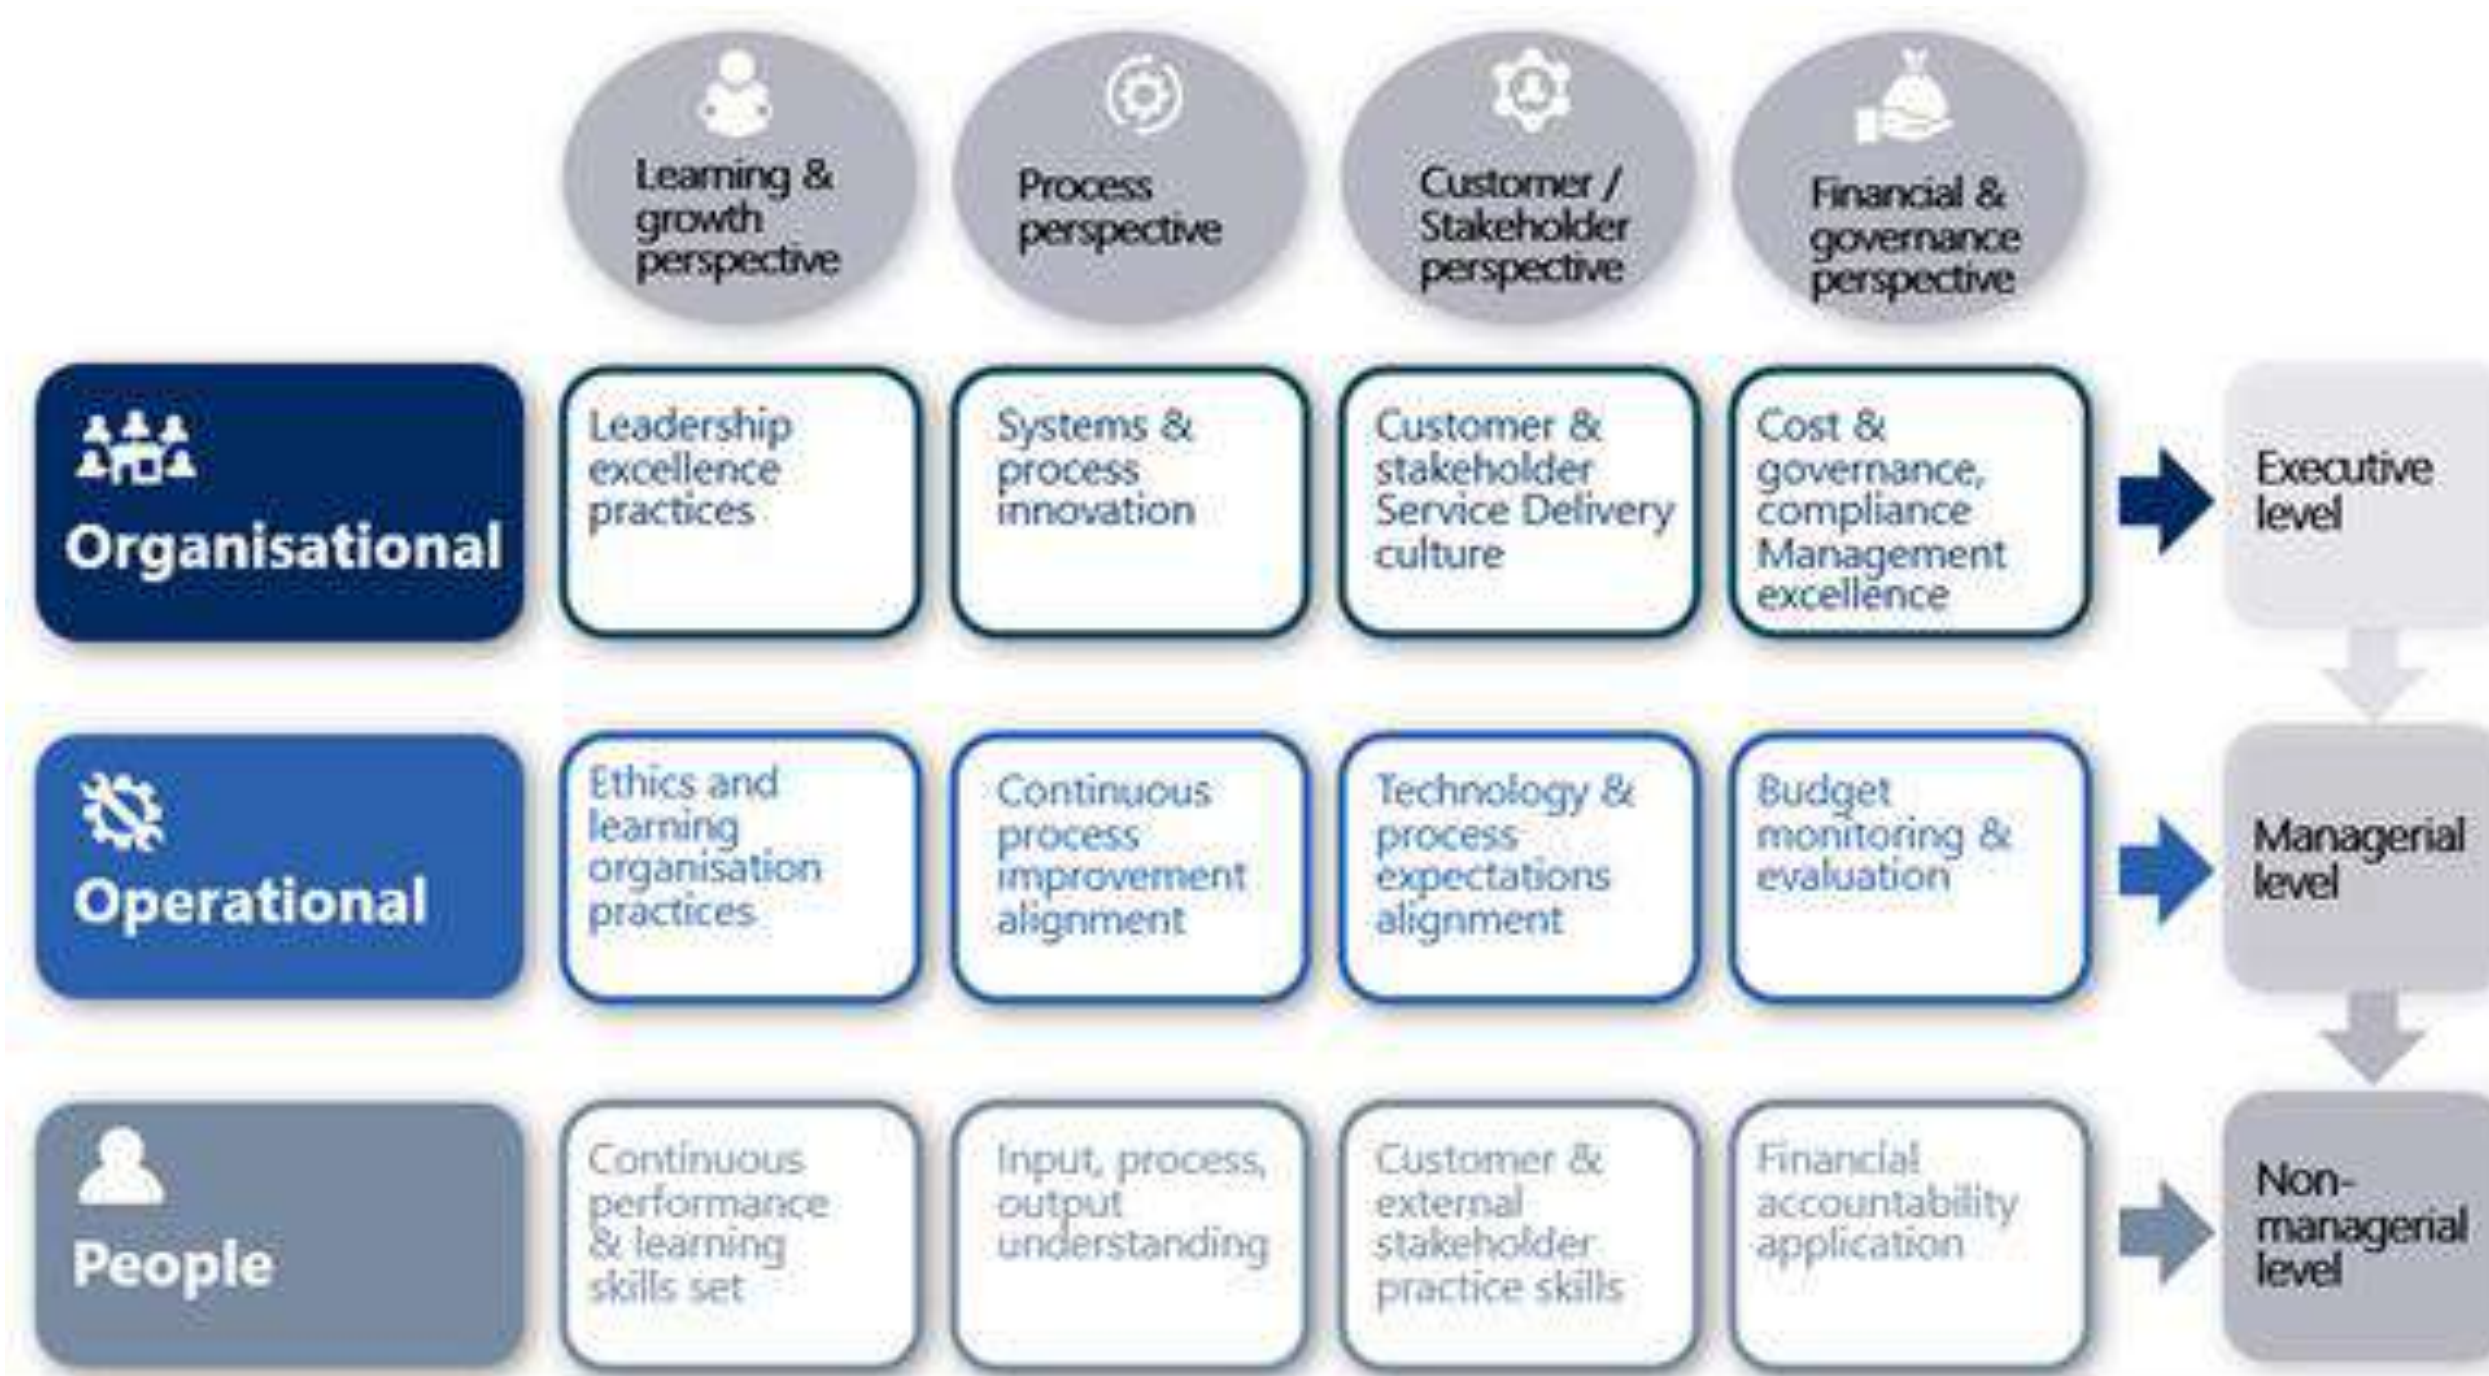 Learning &
growth
perspective
Process
perspective
Customer /
Stakeholder
perspective
Financial &
governance
perspective
Organisational
Leadership
excellence
practices
Systems &
process
innovation
Customer &
stakeholder
Service Delivery
culture
Cost &
governance,
compliance
Management
excellence
Executive
level
Operational
Ethics and
learning
organisation
practices
Continuous
process
improvement
alignment
Technology &
process
expectations
alignment
Budget
monitoring &
evaluation
Managerial
level
People
Continuous
performance
& learning
skills set
Input, process,
output
understanding
Customer &
external
stakeholder
practice skills
Financial
accountability
application
Non-
managerial
level